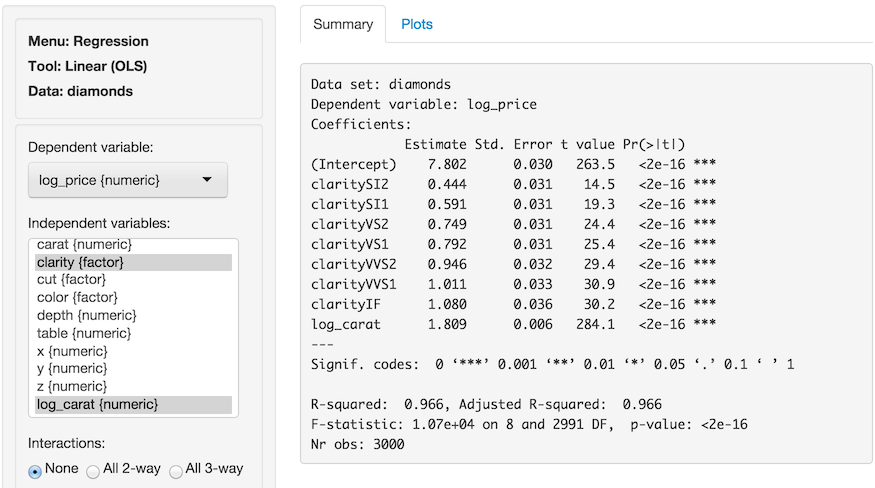 Menu: Regression
Tool: Linear (OLS)
Data: diamonds
Dependent variable:
log_price {numeric}
Independent variables:
carat {numeric}
clarity {factor}
cut {factor}
color {factor}
depth {numeric}
table {numeric}
x {numeric}
y {numeric}
z {numeric}
log_carat {numeric}
Interactions:
None All 2-way All 3-way
Summary Plots
Data set: diamonds
Dependent variable: log_price
Coefficients:
Estimate Std. Error t value Pr(>|t|)
(Intercept) 7.802 0.030 263.5 <2e-16 ***
claritySI2 0.444 0.031 14.5 <2e-16 ***
claritySI1 0.591 0.031 19.3 <2e-16 ***
clarityVS2 0.749 0.031 24.4 <2e-16 ***
clarityVS1 0.792 0.031 25.4 <2e-16 ***
clarityVVS2 0.946 0.032 29.4 <2e-16 ***
clarityVVS1 1.011 0.033 30.9 <2e-16 ***
clarityIF 1.080 0.036 30.2 <2e-16 ***
log_carat 1.809 0.006 284.1 <2e-16 ***
---
Signif. codes: 0 ‘***’ 0.001 ‘**’ 0.01 ‘*’ 0.05 ‘.’ 0.1 ‘ ’ 1
R-squared: 0.966, Adjusted R-squared: 0.966
F-statistic: 1.07e+04 on 8 and 2991 DF, p-value: <2e-16
Nr obs: 3000